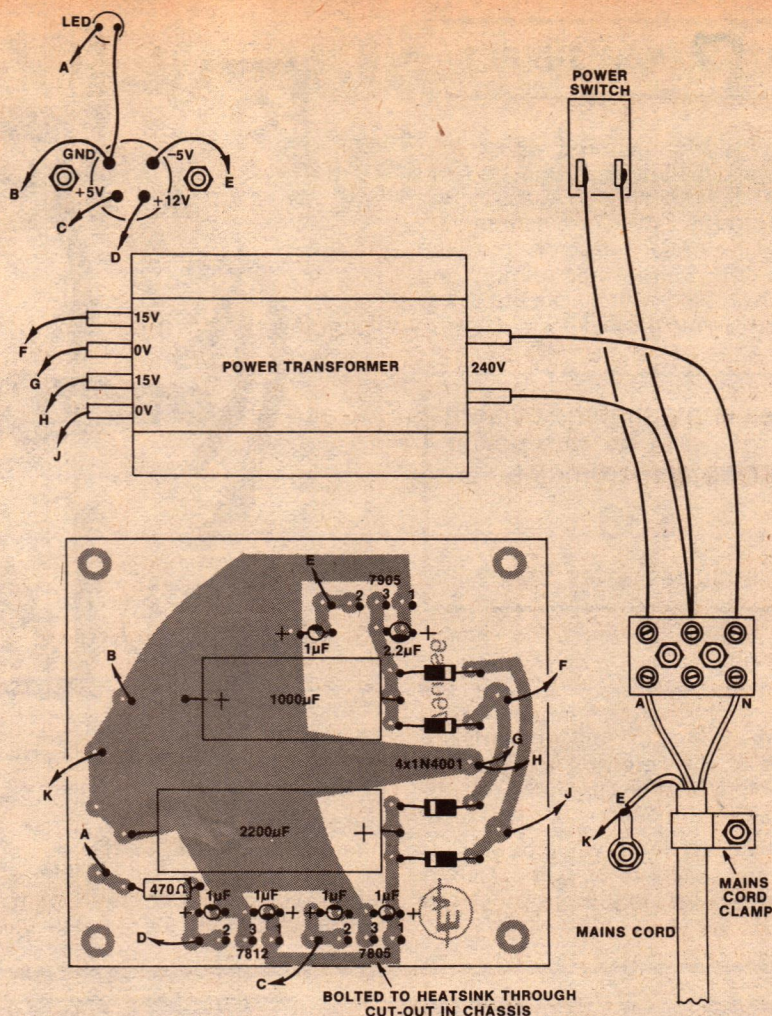 LED
A
POWER
SWITCH
GND
-5V
B
E
+5V
+12V
C
D
15V
F
0V
G
POWER TRANSFORMER
240V
15V
H
0V
J
E
7905
2 3 1
+ 1µF
2.2µF +
B
+ 1000µF
79up6
F
G
4x1N4001
H
K
J
2200µF +
A
470Ω
1µF 1µF 1µF 1µF
+ + + +
EV
D
2 3 1 2 3 1
7812 7805
C
BOLTED TO HEATSINK THROUGH
CUT-OUT IN CHASSIS
A N
E
K
MAINS
CORD
CLAMP
MAINS CORD